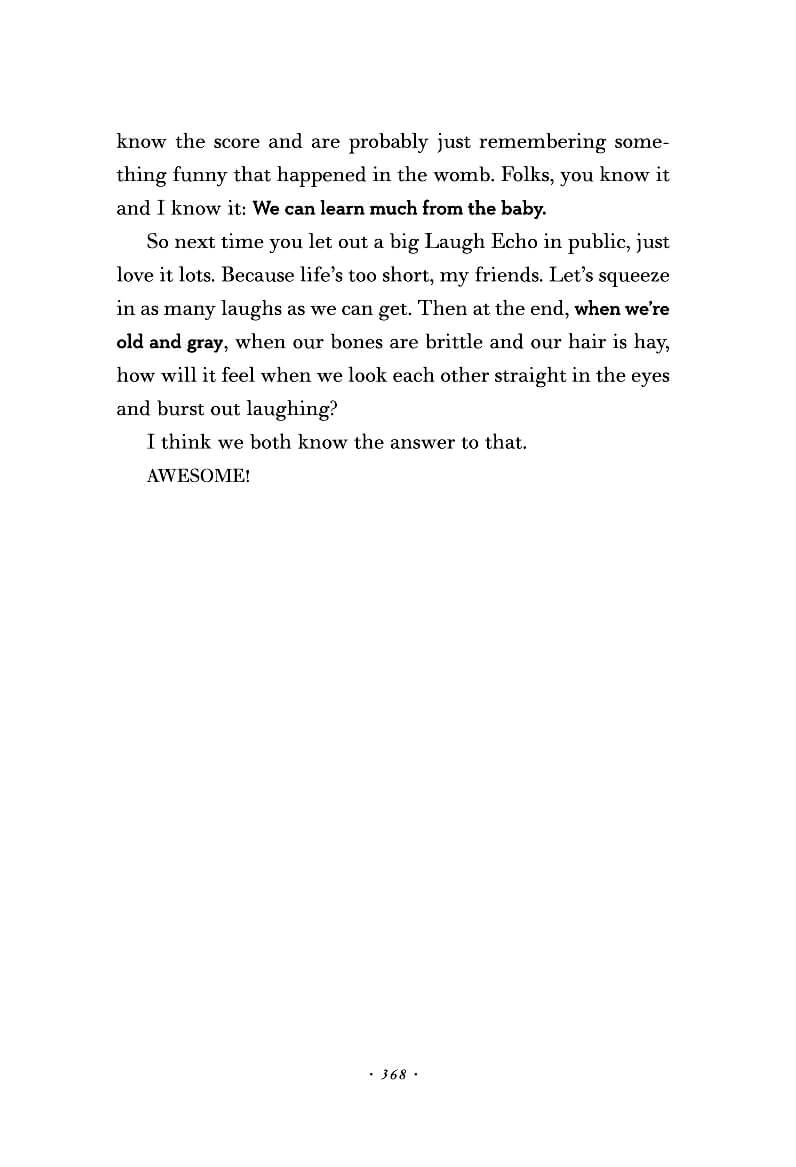 know the score and are probably just remembering some-
thing funny that happened in the womb. Folks, you know it
and I know it: We can learn much from the baby.
So next time you let out a big Laugh Echo in public, just
love it lots. Because life’s too short, my friends. Let’s squeeze
in as many laughs as we can get. Then at the end, when we’re
old and gray, when our bones are brittle and our hair is hay,
how will it feel when we look each other straight in the eyes
and burst out laughing?
I think we both know the answer to that.
AWESOME!
· 368 ·